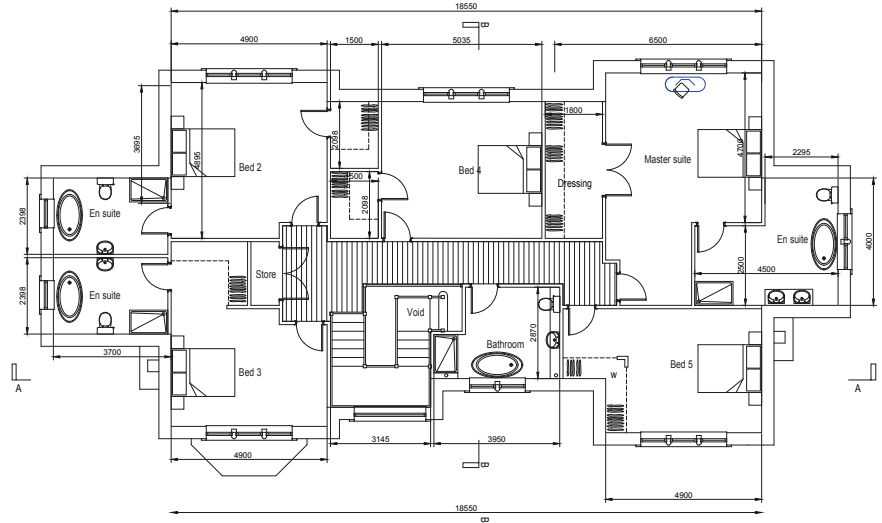 18550
B
4900
1500
5035
6500
3695
4895
2098
1800
4700
2295
Bed 2
Bed 4
Master suite
Dressing
1500
2098
2398
En suite
En suite
4000
2500
4500
Store
2398
En suite
Void
2870
Bathroom
3700
A
Bed 3
W
Bed 5
A
3145
3950
4900
B
4900
18550
B